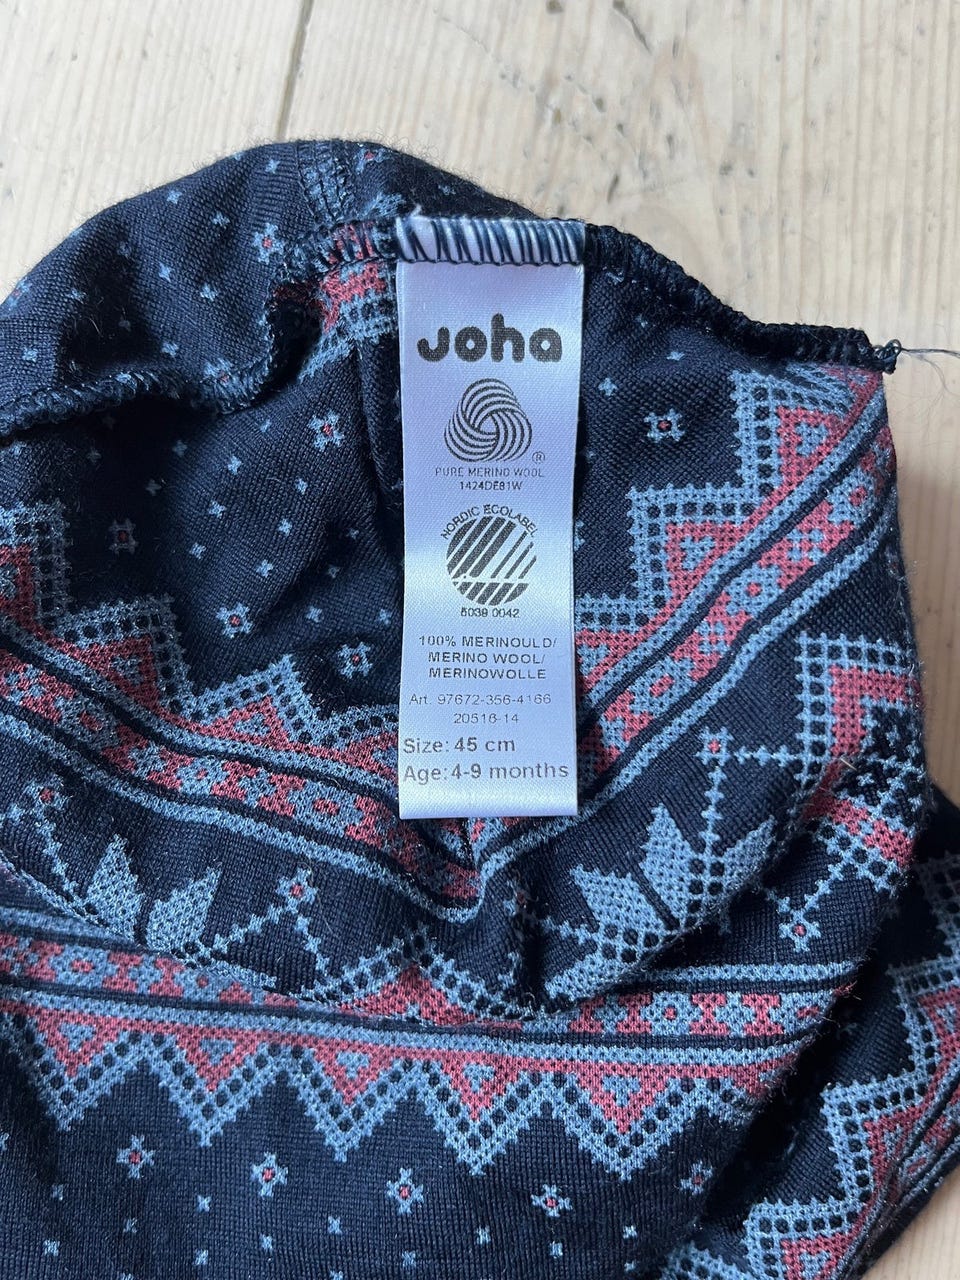 joha
®
PURE MERINO WOOL
1424DE81W
NORDIC ECOLABEL
5039 0042
100% MERINOULD/
MERINO WOOL/
MERINOWOLLE
Art. 97672-356-4166
20516-14
Size: 45 cm
Age: 4-9 months